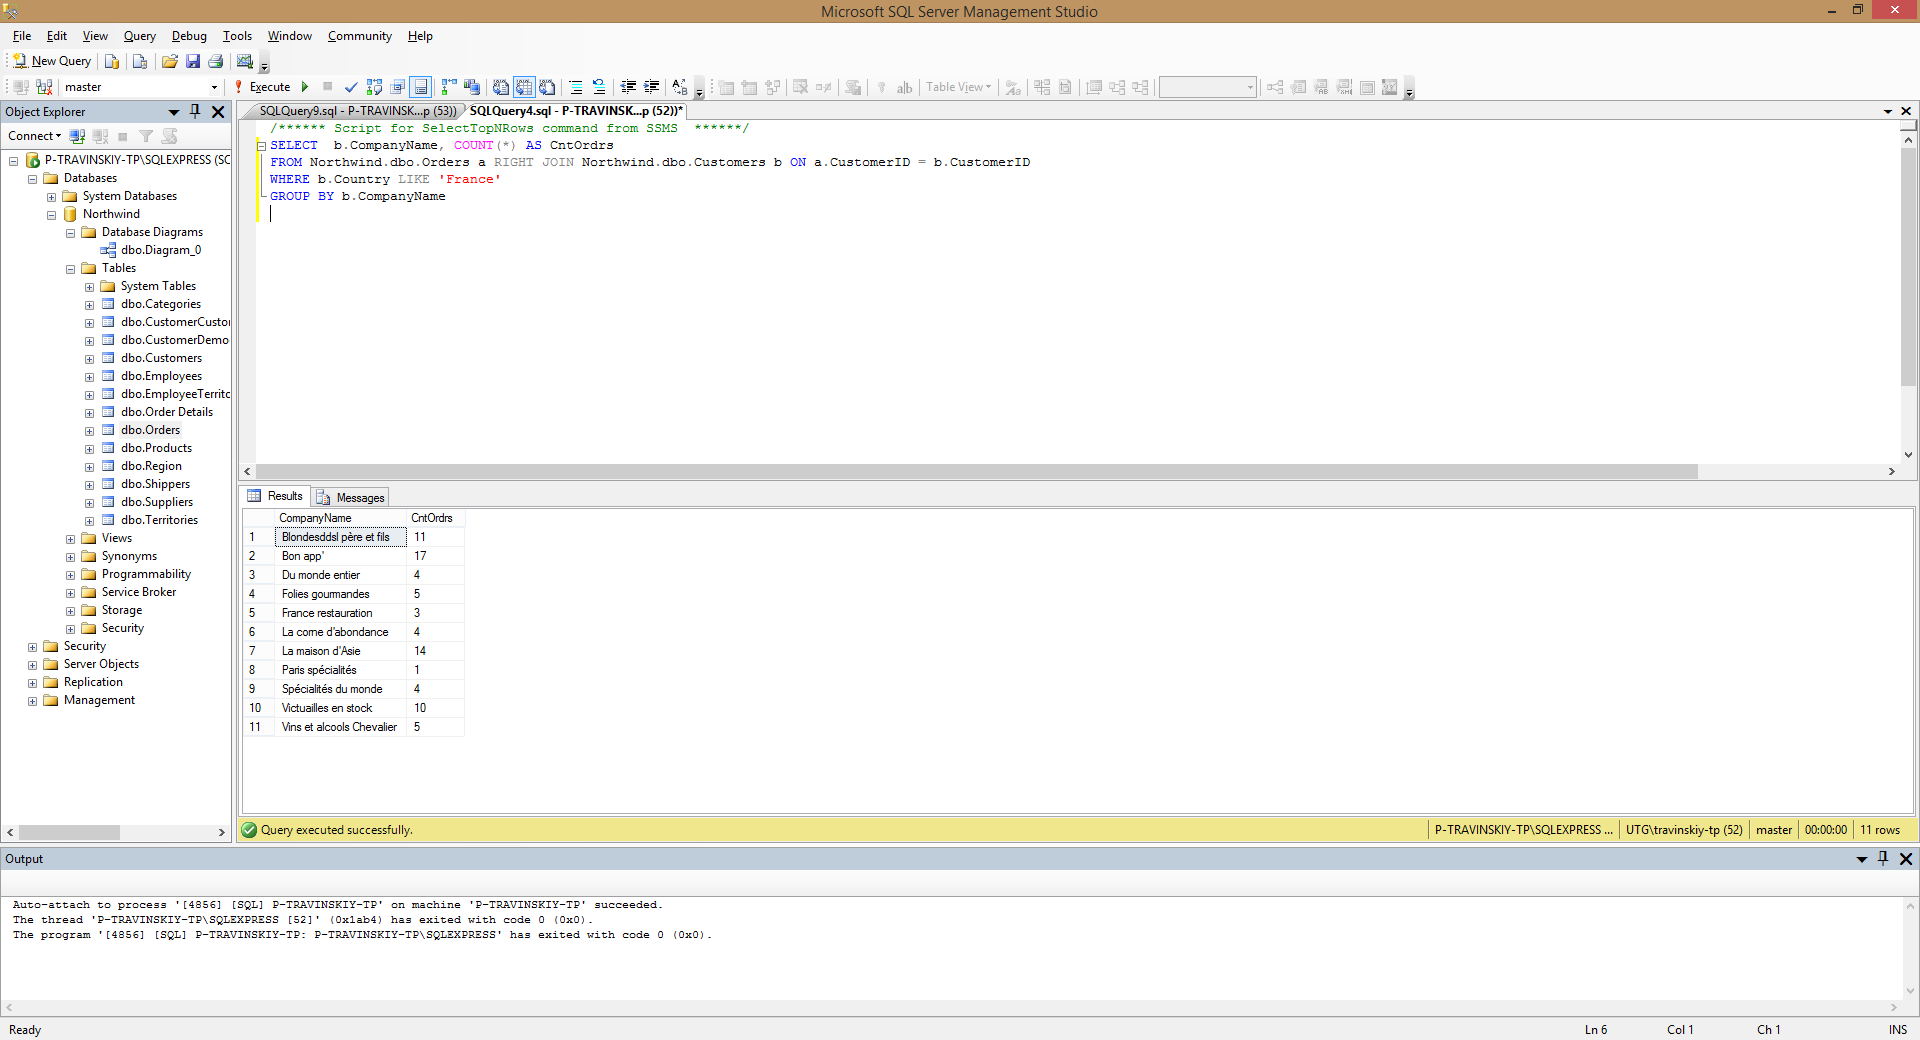 Microsoft SQL Server Management Studio
File Edit View Query Debug Tools Window Community Help
New Query
master Execute Table View
Object Explorer
Connect
P-TRAVINSKIY-TP\SQLEXPRESS (SC
Databases
System Databases
Northwind
Database Diagrams
dbo.Diagram_0
Tables
System Tables
dbo.Categories
dbo.CustomerCustor
dbo.CustomerDemo
dbo.Customers
dbo.Employees
dbo.EmployeeTerritc
dbo.Order Details
dbo.Orders
dbo.Products
dbo.Region
dbo.Shippers
dbo.Suppliers
dbo.Territories
Views
Synonyms
Programmability
Service Broker
Storage
Security
Security
Server Objects
Replication
Management
SQLQuery9.sql - P-TRAVINSK...p (53)) SQLQuery4.sql - P-TRAVINSK...p (52))*
/****** Script for SelectTopNRows command from SSMS ******/
SELECT b.CompanyName, COUNT(*) AS CntOrdrs
FROM Northwind.dbo.Orders a RIGHT JOIN Northwind.dbo.Customers b ON a.CustomerID = b.CustomerID
WHERE b.Country LIKE 'France'
GROUP BY b.CompanyName
Results Messages
CompanyName CntOrdrs
1 Blondesddsl père et fils 11
2 Bon app' 17
3 Du monde entier 4
4 Folies gourmandes 5
5 France restauration 3
6 La corne d'abondance 4
7 La maison d'Asie 14
8 Paris spécialités 1
9 Spécialités du monde 4
10 Victuailles en stock 10
11 Vins et alcools Chevalier 5
Query executed successfully. P-TRAVINSKIY-TP\SQLEXPRESS ... UTG\travinskiy-tp (52) master 00:00:00 11 rows
Output
Auto-attach to process '[4856] [SQL] P-TRAVINSKIY-TP' on machine 'P-TRAVINSKIY-TP' succeeded.
The thread 'P-TRAVINSKIY-TP\SQLEXPRESS [52]' (0x1ab4) has exited with code 0 (0x0).
The program '[4856] [SQL] P-TRAVINSKIY-TP: P-TRAVINSKIY-TP\SQLEXPRESS' has exited with code 0 (0x0).
Ready Ln 6 Col 1 Ch 1 INS